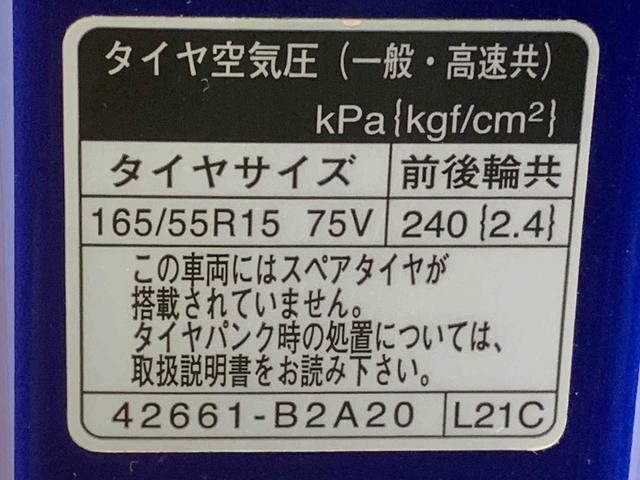 タイヤ空気圧（一般・高速共）
kPa{kgf/cm²}
タイヤサイズ 前後輪共
165/55R15 75V 240{2.4}
この車両にはスペアタイヤが
搭載されていません。
タイヤパンク時の処置については、
取扱説明書をお読み下さい。
42661-B2A20 L21C